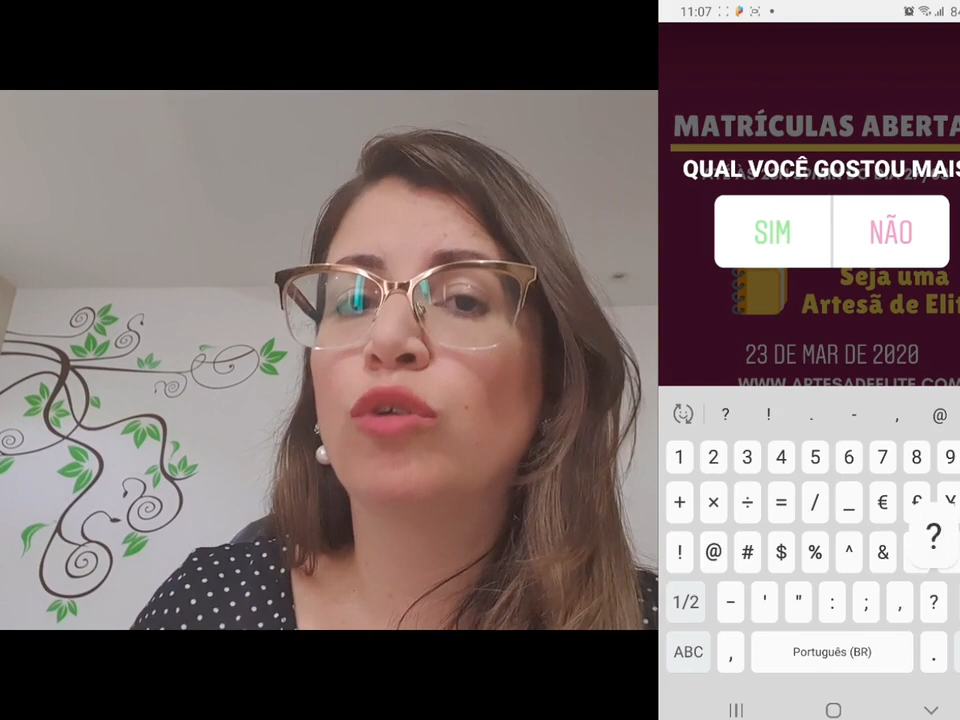 11:07
84
MATRÍCULAS ABERTA
QUAL VOCÊ GOSTOU MAIS
SIM NÃO
Seja uma
Artesã de Elit
23 DE MAR DE 2020
WWW.ARTESADEELITE.COM
? ! . - , @
1 2 3 4 5 6 7 8 9
+ × ÷ = / _ € £ ¥
! @ # $ % ^ & ?
1/2 - ' " : ; , ?
ABC , Português (BR) .